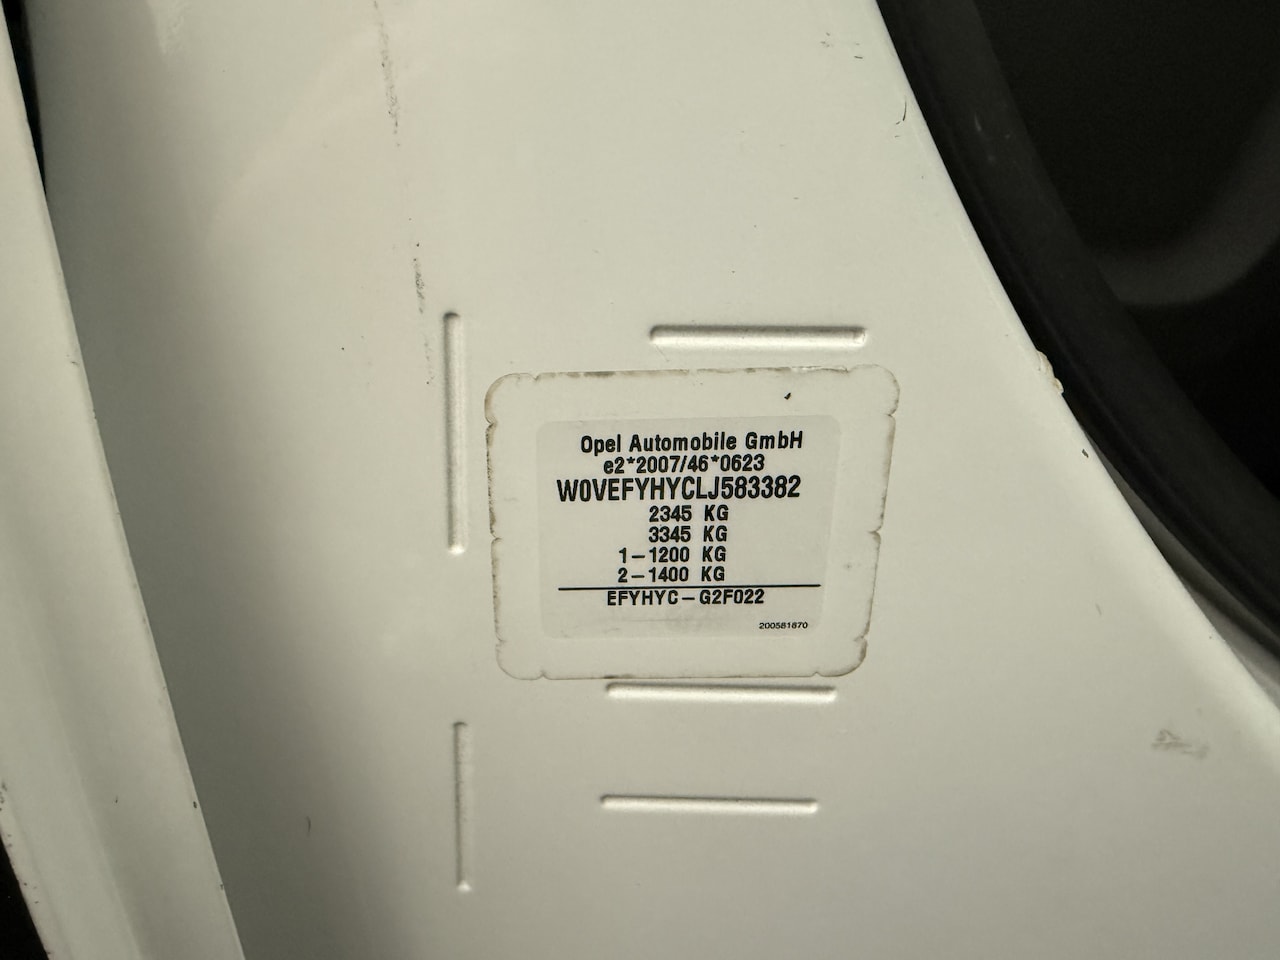 Opel Automobile GmbH
e2*2007/46*0623
W0VEFYHYCLJ583382
2345 KG
3345 KG
1-1200 KG
2-1400 KG
EFYHYC-G2F022
200581670